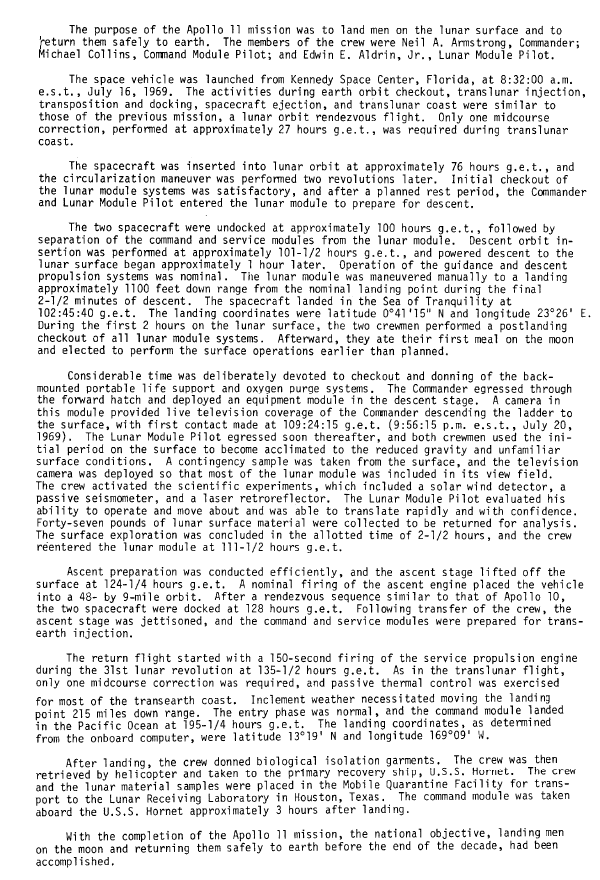 The purpose of the Apollo 11 mission was to land men on the lunar surface and to
return them safely to earth. The members of the crew were Neil A. Armstrong, Commander;
Michael Collins, Command Module Pilot; and Edwin E. Aldrin, Jr., Lunar Module Pilot.
The space vehicle was launched from Kennedy Space Center, Florida, at 8:32:00 a.m.
e.s.t., July 16, 1969. The activities during earth orbit checkout, translunar injection,
transposition and docking, spacecraft ejection, and translunar coast were similar to
those of the previous mission, a lunar orbit rendezvous flight. Only one midcourse
correction, performed at approximately 27 hours g.e.t., was required during translunar
coast.
The spacecraft was inserted into lunar orbit at approximately 76 hours g.e.t., and
the circularization maneuver was performed two revolutions later. Initial checkout of
the lunar module systems was satisfactory, and after a planned rest period, the Commander
and Lunar Module Pilot entered the lunar module to prepare for descent.
The two spacecraft were undocked at approximately 100 hours g.e.t., followed by
separation of the command and service modules from the lunar module. Descent orbit in-
sertion was performed at approximately 101-1/2 hours g.e.t., and powered descent to the
lunar surface began approximately 1 hour later. Operation of the guidance and descent
propulsion systems was nominal. The lunar module was maneuvered manually to a landing
approximately 1100 feet down range from the nominal landing point during the final
2-1/2 minutes of descent. The spacecraft landed in the Sea of Tranquility at
102:45:40 g.e.t. The landing coordinates were latitude 0°41'15" N and longitude 23°26' E.
During the first 2 hours on the lunar surface, the two crewmen performed a postlanding
checkout of all lunar module systems. Afterward, they ate their first meal on the moon
and elected to perform the surface operations earlier than planned.
Considerable time was deliberately devoted to checkout and donning of the back-
mounted portable life support and oxygen purge systems. The Commander egressed through
the forward hatch and deployed an equipment module in the descent stage. A camera in
this module provided live television coverage of the Commander descending the ladder to
the surface, with first contact made at 109:24:15 g.e.t. (9:56:15 p.m. e.s.t., July 20,
1969). The Lunar Module Pilot egressed soon thereafter, and both crewmen used the ini-
tial period on the surface to become acclimated to the reduced gravity and unfamiliar
surface conditions. A contingency sample was taken from the surface, and the television
camera was deployed so that most of the lunar module was included in its view field.
The crew activated the scientific experiments, which included a solar wind detector, a
passive seismometer, and a laser retroreflector. The Lunar Module Pilot evaluated his
ability to operate and move about and was able to translate rapidly and with confidence.
Forty-seven pounds of lunar surface material were collected to be returned for analysis.
The surface exploration was concluded in the allotted time of 2-1/2 hours, and the crew
reentered the lunar module at 111-1/2 hours g.e.t.
Ascent preparation was conducted efficiently, and the ascent stage lifted off the
surface at 124-1/4 hours g.e.t. A nominal firing of the ascent engine placed the vehicle
into a 48- by 9-mile orbit. After a rendezvous sequence similar to that of Apollo 10,
the two spacecraft were docked at 128 hours g.e.t. Following transfer of the crew, the
ascent stage was jettisoned, and the command and service modules were prepared for trans-
earth injection.
The return flight started with a 150-second firing of the service propulsion engine
during the 31st lunar revolution at 135-1/2 hours g.e.t. As in the translunar flight,
only one midcourse correction was required, and passive thermal control was exercised
for most of the transearth coast. Inclement weather necessitated moving the landing
point 215 miles down range. The entry phase was normal, and the command module landed
in the Pacific Ocean at 195-1/4 hours g.e.t. The landing coordinates, as determined
from the onboard computer, were latitude 13°19' N and longitude 169°09' W.
After landing, the crew donned biological isolation garments. The crew was then
retrieved by helicopter and taken to the primary recovery ship, U.S.S. Hornet. The crew
and the lunar material samples were placed in the Mobile Quarantine Facility for trans-
port to the Lunar Receiving Laboratory in Houston, Texas. The command module was taken
aboard the U.S.S. Hornet approximately 3 hours after landing.
With the completion of the Apollo 11 mission, the national objective, landing men
on the moon and returning them safely to earth before the end of the decade, had been
accomplished.